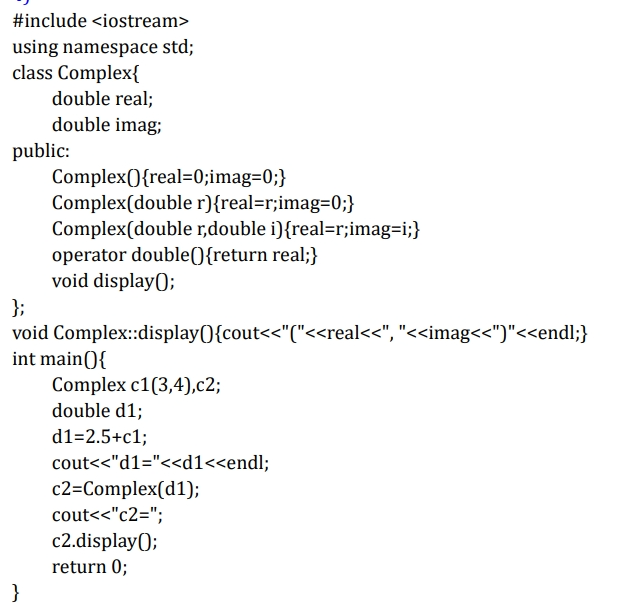 #include <iostream>
using namespace std;
class Complex{
double real;
double imag;
public:
Complex(){real=0;imag=0;}
Complex(double r){real=r;imag=0;}
Complex(double r,double i){real=r;imag=i;}
operator double(){return real;}
void display();
};
void Complex::display(){cout<<"("<<real<<", "<<imag<<")"<<endl;}
int main(){
Complex c1(3,4),c2;
double d1;
d1=2.5+c1;
cout<<"d1="<<d1<<endl;
c2=Complex(d1);
cout<<"c2=";
c2.display();
return 0;
}